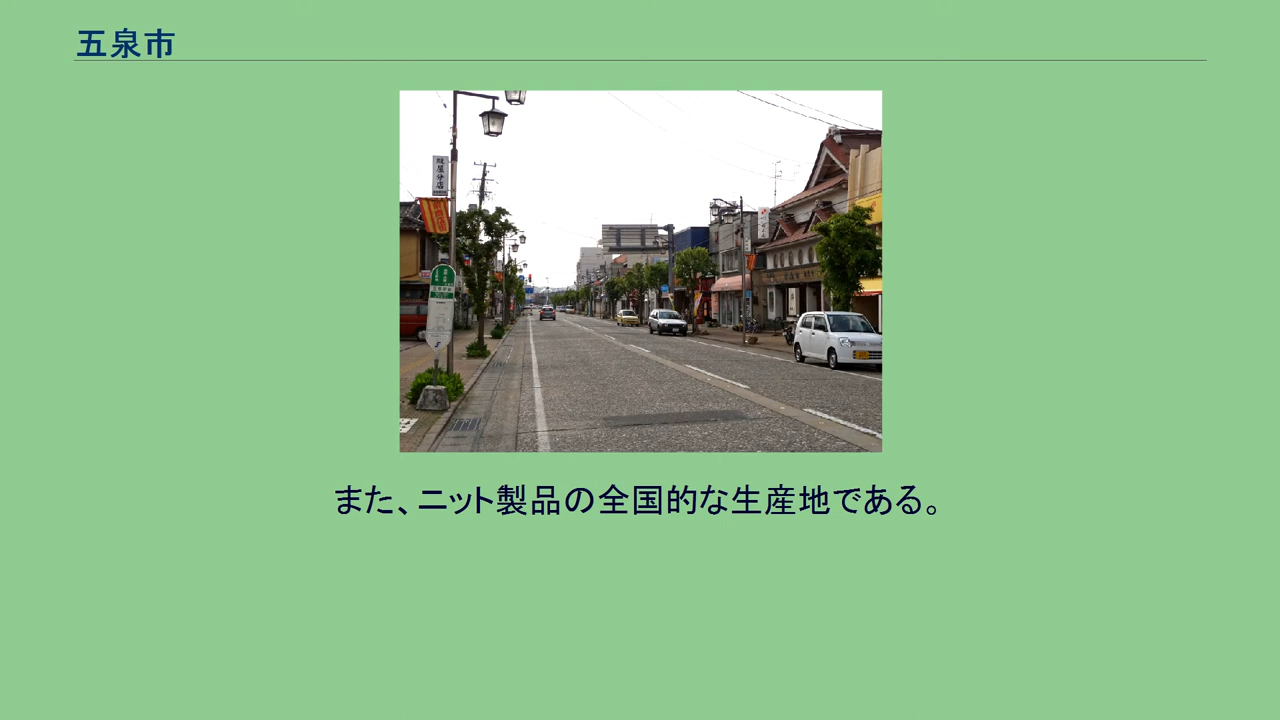 五泉市
また、ニット製品の全国的な生産地である。